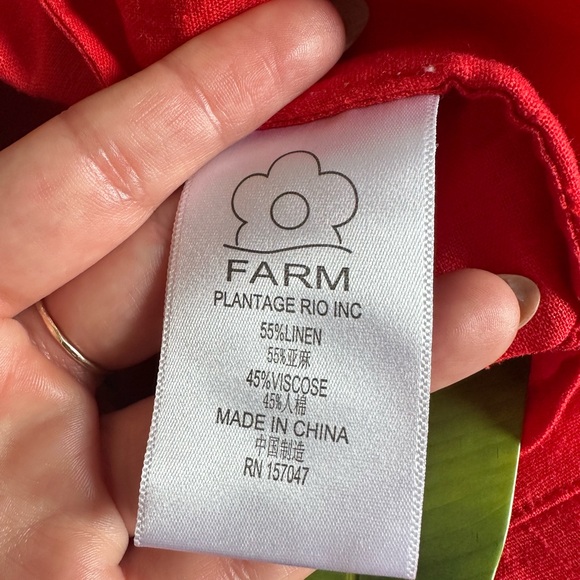 FARM
PLANTAGE RIO INC
55%LINEN
55%亚麻
45%VISCOSE
45%人棉
MADE IN CHINA
中国制造
RN 157047